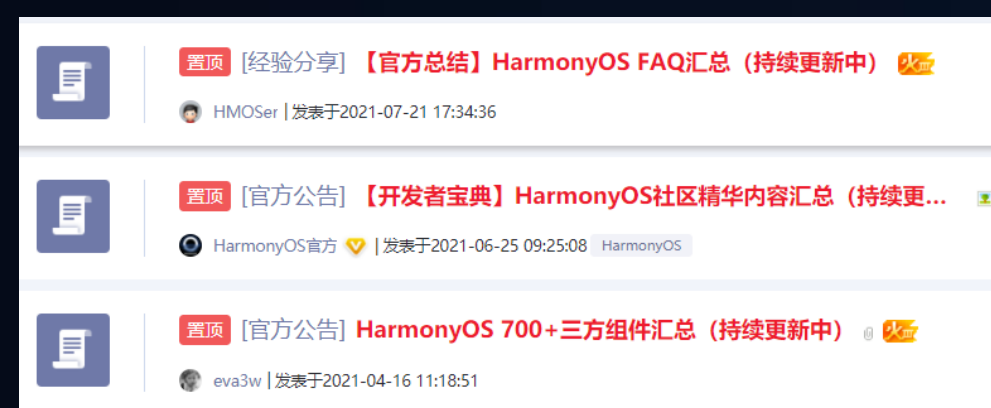 置顶 [经验分享] 【官方总结】HarmonyOS FAQ汇总（持续更新中） 火
HMOSer | 发表于2021-07-21 17:34:36
置顶 [官方公告] 【开发者宝典】HarmonyOS社区精华内容汇总（持续更...
HarmonyOS官方 V | 发表于2021-06-25 09:25:08 HarmonyOS
置顶 [官方公告] HarmonyOS 700+三方组件汇总（持续更新中） 火
eva3w | 发表于2021-04-16 11:18:51